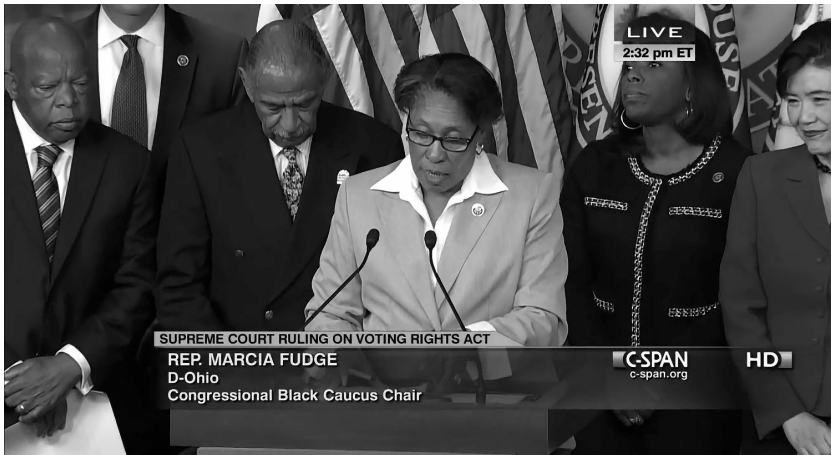 LIVE
2:32 pm ET
HOUSE
SUPREME COURT RULING ON VOTING RIGHTS ACT
REP. MARCIA FUDGE
D-Ohio
Congressional Black Caucus Chair
C-SPAN
c-span.org
HD